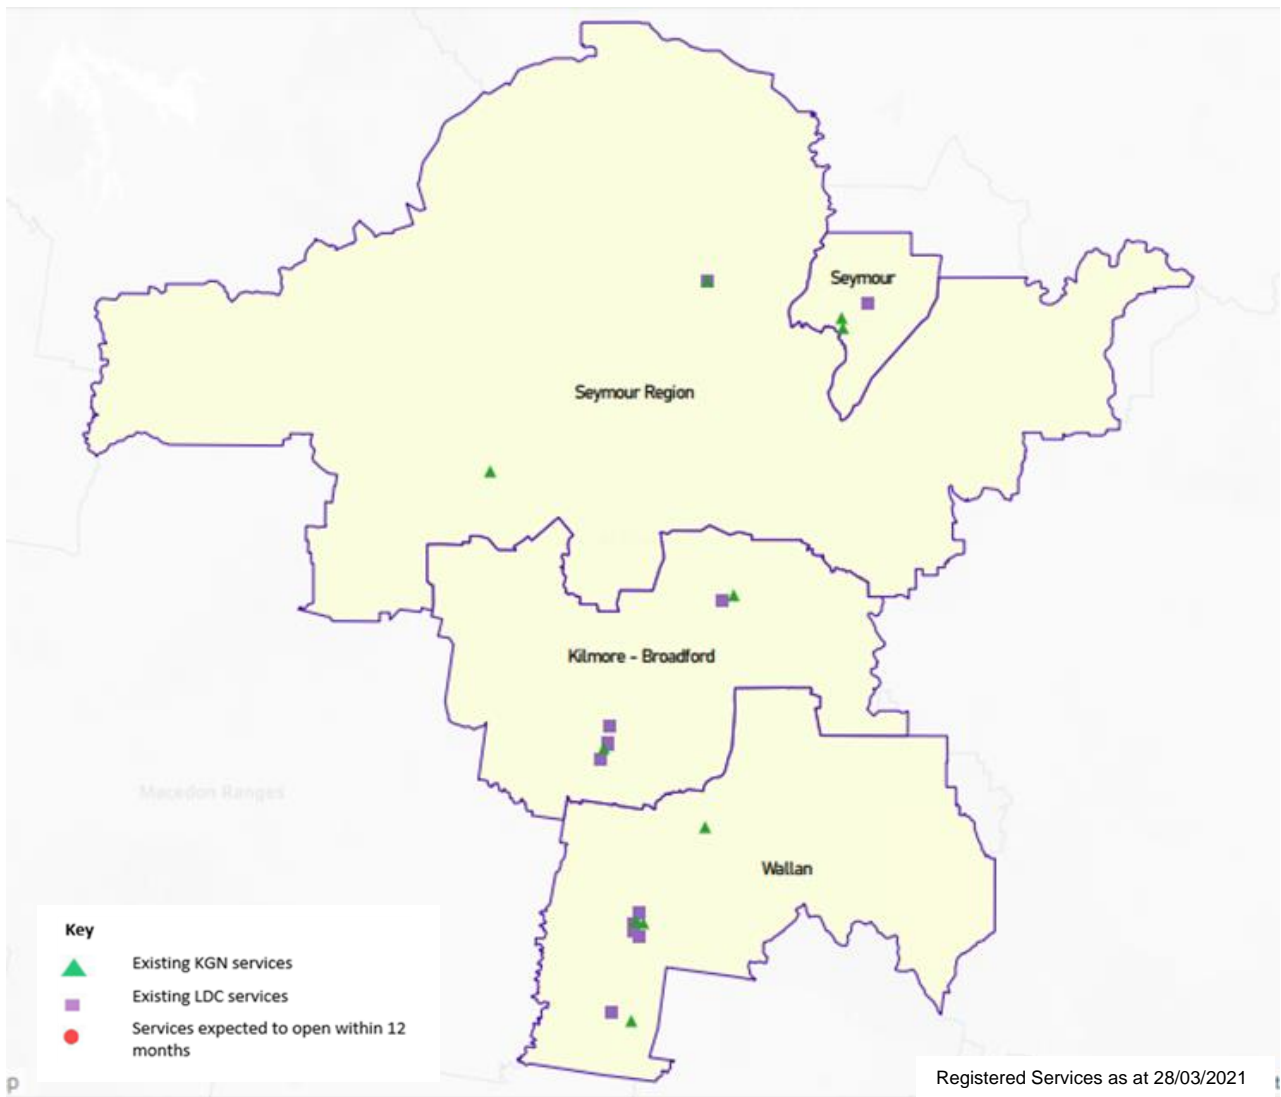 Seymour
Seymour Region
Kilmore - Broadford
Macedon Ranges
Wallan
Key
Existing KGN services
Existing LDC services
Services expected to open within 12
months
Registered Services as at 28/03/2021